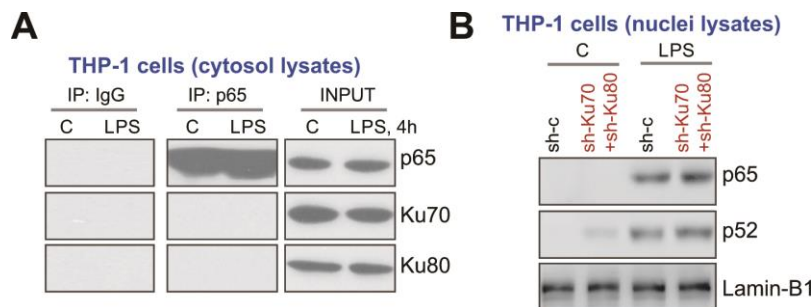 A
THP-1 cells (cytosol lysates)
IP: IgG IP: p65 INPUT
C LPS C LPS C LPS, 4h
p65
Ku70
Ku80
B
THP-1 cells (nuclei lysates)
C LPS
sh-c
sh-Ku70
+sh-Ku80
sh-c
sh-Ku70
+sh-Ku80
p65
p52
Lamin-B1